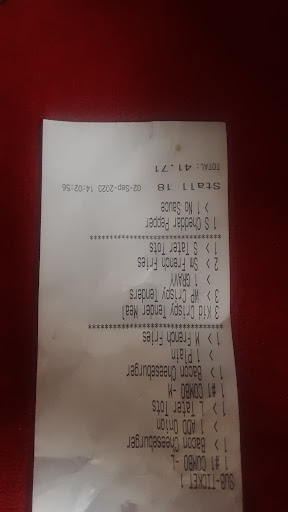 SUB-TICKET 1
1 #1 COMBO -L
> 1 Bacon Cheeseburger
> 1 ADD Onion
> 1 L Tater Tots
1 #1 COMBO -M
> 1 Bacon Cheeseburger
> 1 Plain
> 1 M French Fries
********************
3 Kid Crispy Tender Meal
> 3 WP Crispy Tenders
> 1 GRAVY
> 2 Sm French Fries
> 1 S Tater Tots
********************
1 S Cheddar Pepper
> 1 No Sauce
Stall 18 02-Sep-2023 14:02:56
TOTAL: 41.71